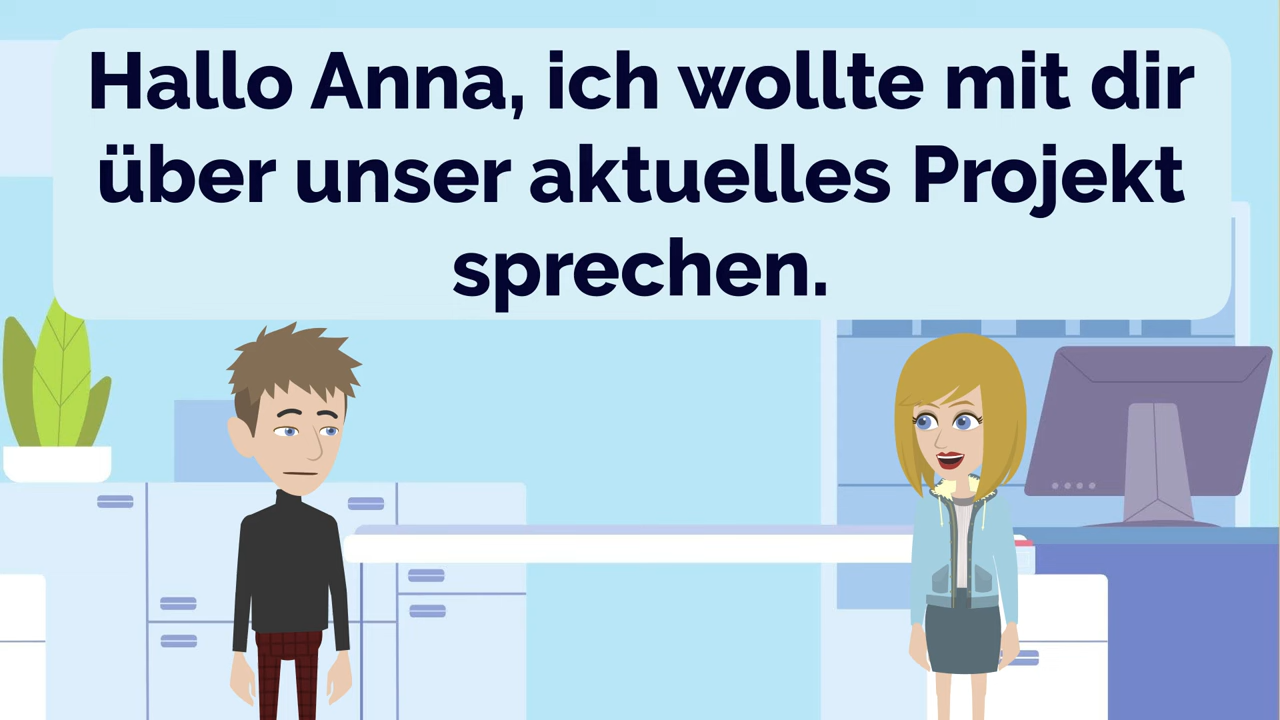 Hallo Anna, ich wollte mit dir
über unser aktuelles Projekt
sprechen.